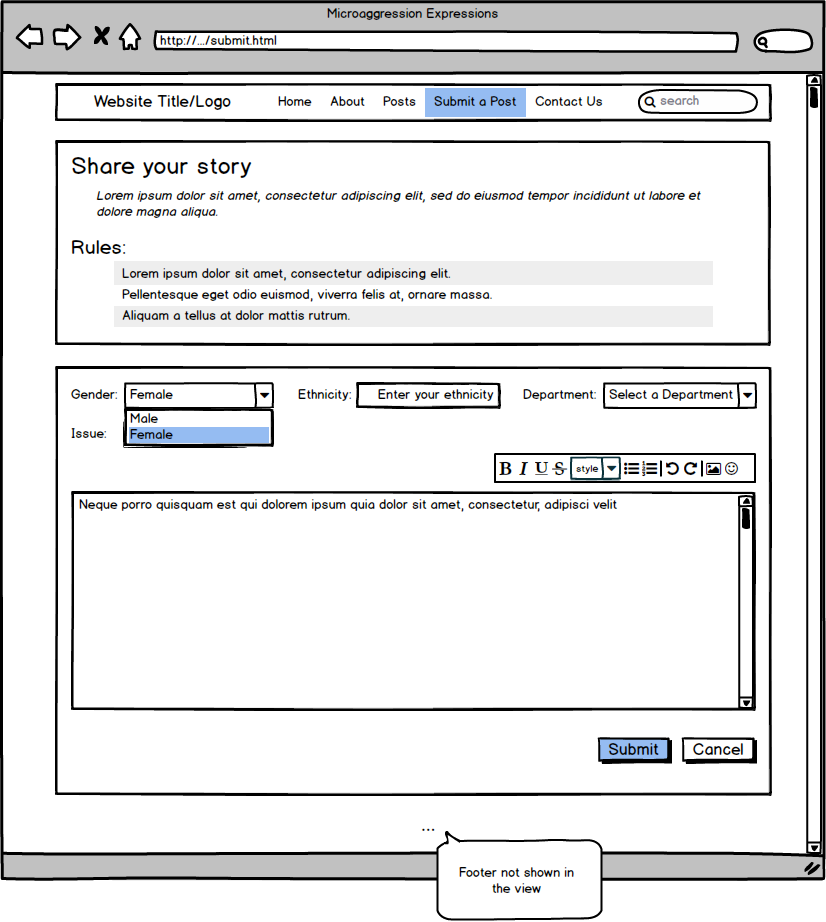 Microaggression Expressions
http://.../submit.html
Website Title/Logo Home About Posts Submit a Post Contact Us search
Share your story
Lorem ipsum dolor sit amet, consectetur adipiscing elit, sed do eiusmod tempor incididunt ut labore et
dolore magna aliqua.
Rules:
Lorem ipsum dolor sit amet, consectetur adipiscing elit.
Pellentesque eget odio euismod, viverra felis at, ornare massa.
Aliquam a tellus at dolor mattis rutrum.
Gender: Female Ethnicity: Enter your ethnicity Department: Select a Department
Male
Issue: Female
B I U S style
Neque porro quisquam est qui dolorem ipsum quia dolor sit amet, consectetur, adipisci velit
Submit Cancel
...
Footer not shown in
the view